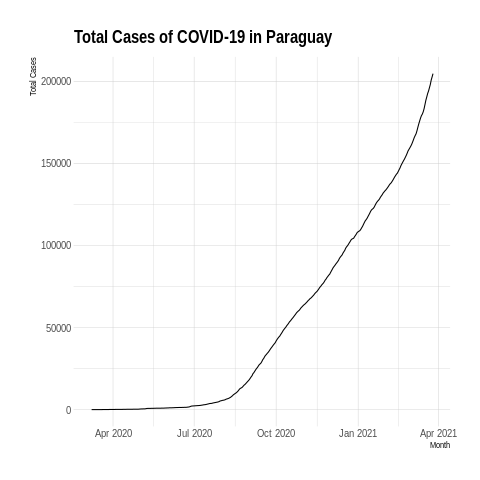 Total Cases of COVID-19 in Paraguay
Total Cases
200000
150000
100000
50000
0
Apr 2020 Jul 2020 Oct 2020 Jan 2021 Apr 2021
Month